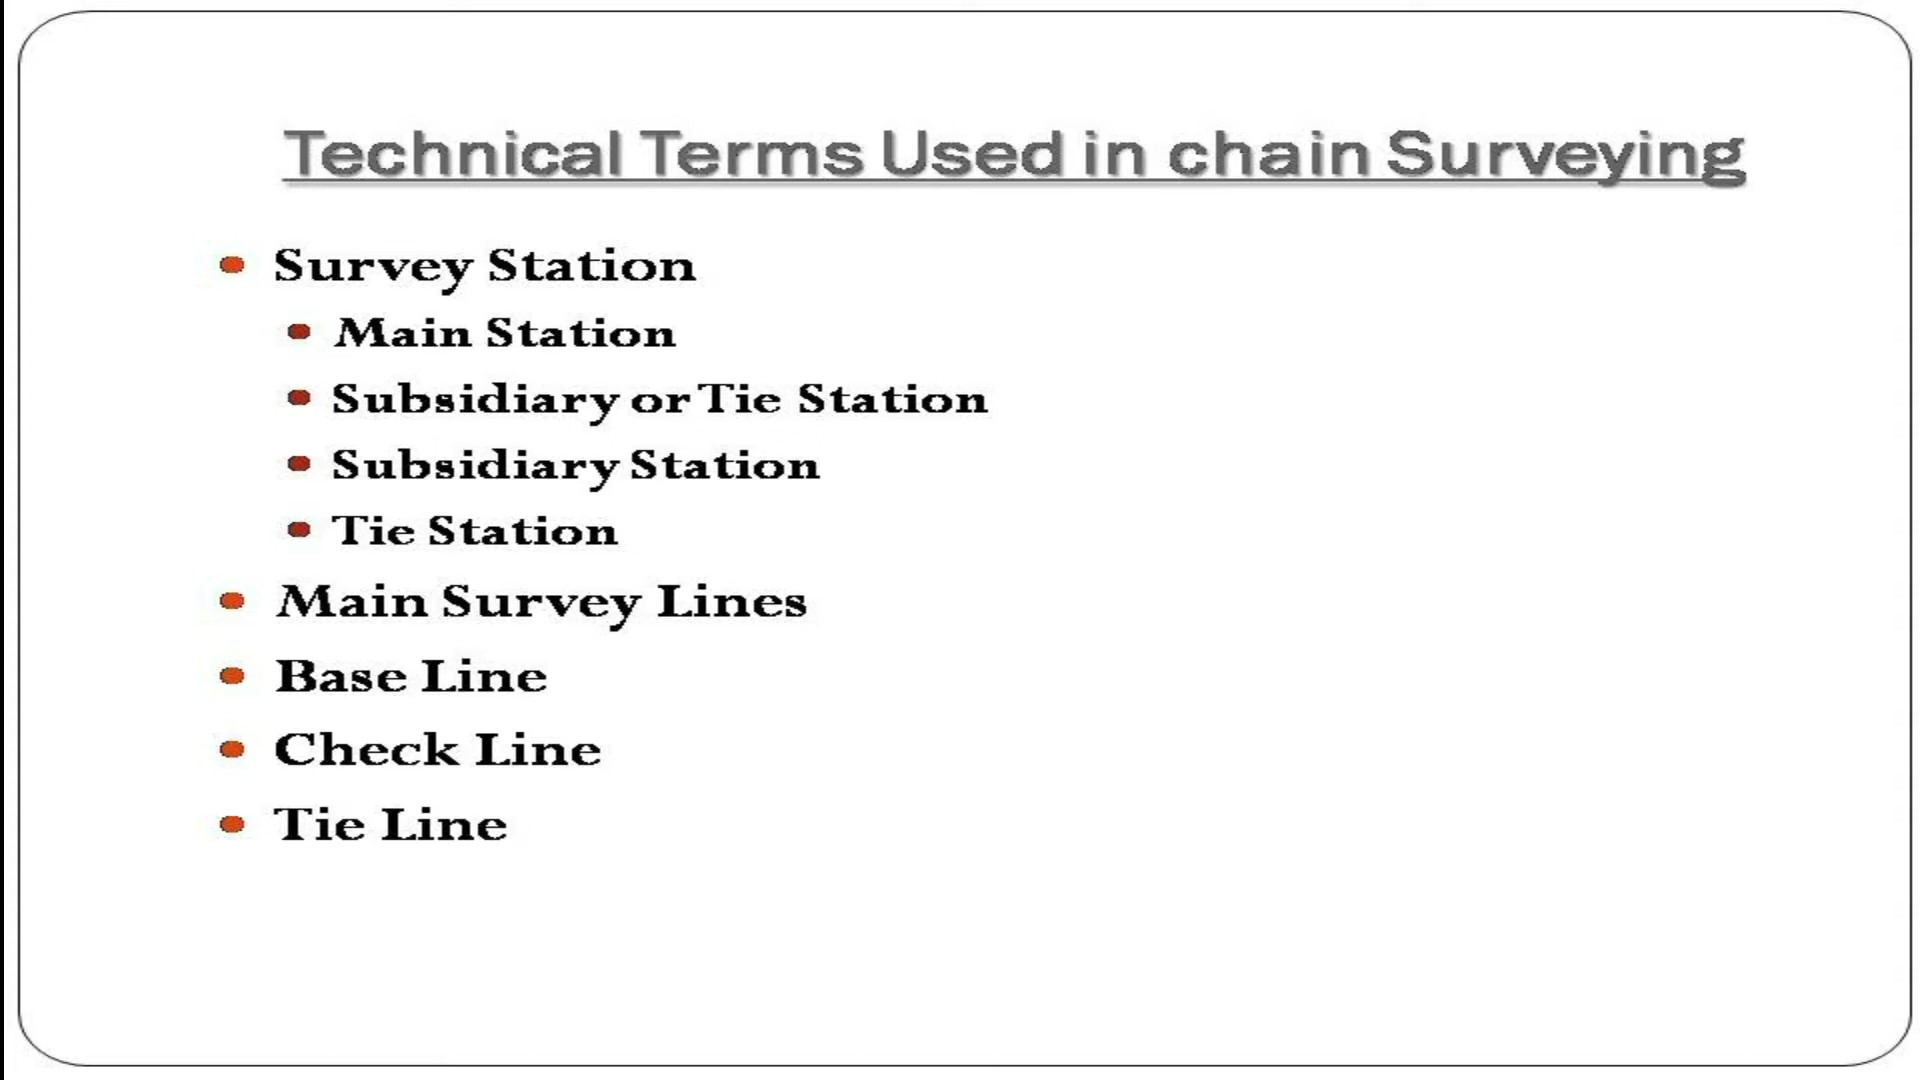 Technical Terms Used in chain Surveying
Survey Station
Main Station
Subsidiary or Tie Station
Subsidiary Station
Tie Station
Main Survey Lines
Base Line
Check Line
Tie Line